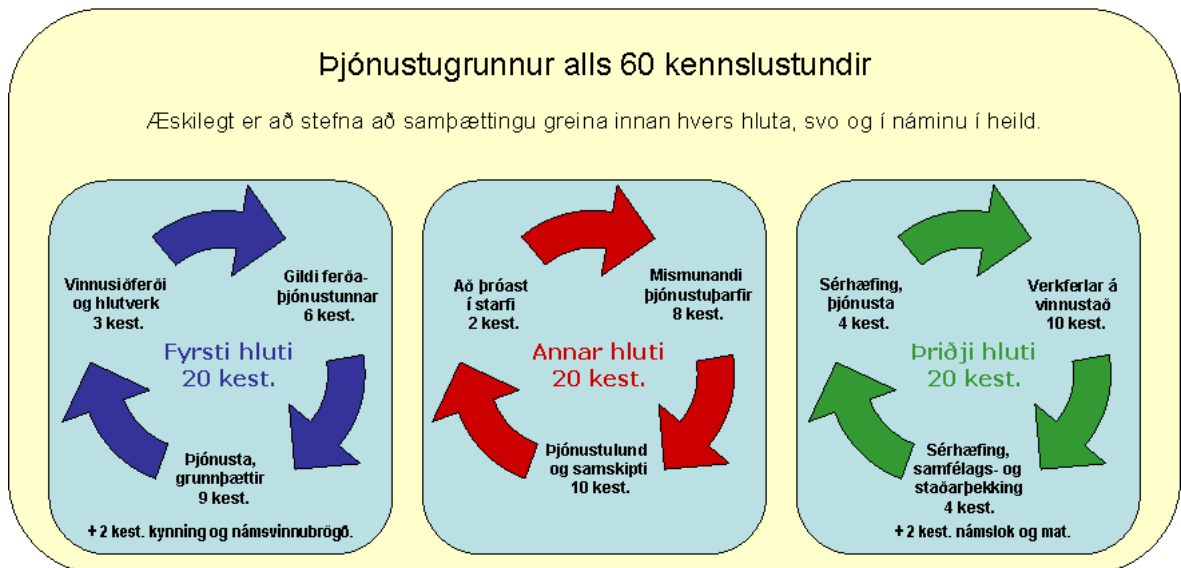 Þjónustugrunnur alls 60 kennslustundir
Æskilegt er að stefna að samþættingu greina innan hvers hluta, svo og í náminu í heild.
Vinnusiðferði
og hlutverk
3 kest.
Gildi ferða-
þjónustunnar
6 kest.
Fyrsti hluti
20 kest.
Þjónusta,
grunnþættir
9 kest.
+ 2 kest. kynning og námsvinnubrögð.
Að þróast
í starfi
2 kest.
Mismunandi
þjónustuþarfir
8 kest.
Annar hluti
20 kest.
Þjónustulund
og samskipti
10 kest.
Sérhæfing,
þjónusta
4 kest.
Verkferlar á
vinnustað
10 kest.
Þriðji hluti
20 kest.
Sérhæfing,
samfélags- og
staðarþekking
4 kest.
+ 2 kest. námslok og mat.